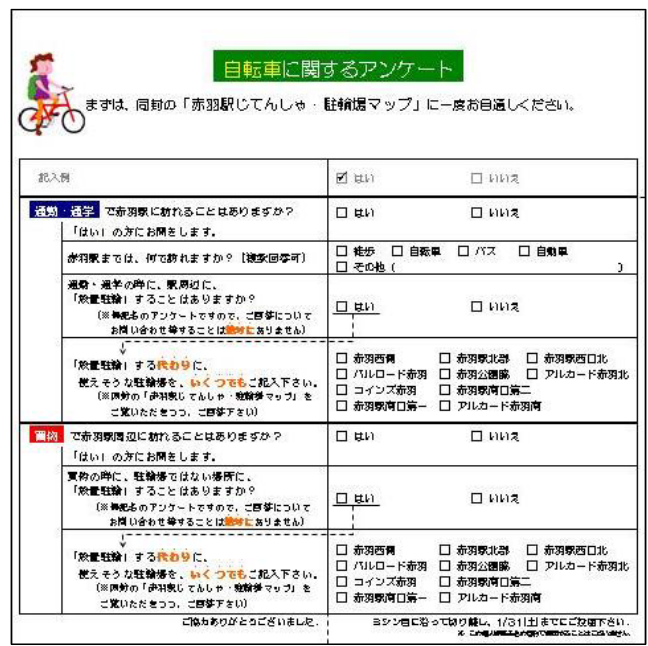 自転車に関するアンケート
まずは、同封の「赤羽駅じてんしゃ・駐輪場マップ」に一度お目通しください。
記入例 ☑ はい □ いいえ
通勤・通学 で赤羽駅に訪れることはありますか? □ はい □ いいえ
「はい」の方にお聞きします。
赤羽駅までは、何で訪れますか?[複数回答可] □ 徒歩 □ 自転車 □ バス □ 自動車
□ その他 ( )
通勤・通学の時に、駅周辺に、
「放置駐輪」することはありますか? □ はい □ いいえ
(※無記名のアンケートですので、ご回答について
お問い合わせ等することは絶対にありません)
「放置駐輪」する代わりに、
使えそうな駐輪場を、いくつでもご記入下さい。
(※同封の「赤羽駅じてんしゃ・駐輪場マップ」を
ご覧いただきつつ、ご回答下さい)
□ 赤羽西側 □ 赤羽駅北部 □ 赤羽駅西口北
□ パルロード赤羽 □ 赤羽公園脇 □ アルカード赤羽北
□ コインズ赤羽 □ 赤羽駅南口第二
□ 赤羽駅南口第一 □ アルカード赤羽南
買物 で赤羽駅周辺に訪れることはありますか? □ はい □ いいえ
「はい」の方にお聞きします。
買物の時に、駐輪場ではない場所に、
「放置駐輪」することはありますか? □ はい □ いいえ
(※無記名のアンケートですので、ご回答について
お問い合わせ等することは絶対にありません)
「放置駐輪」する代わりに、
使えそうな駐輪場を、いくつでもご記入下さい。
(※同封の「赤羽駅じてんしゃ・駐輪場マップ」を
ご覧いただきつつ、ご回答下さい)
□ 赤羽西側 □ 赤羽駅北部 □ 赤羽駅西口北
□ パルロード赤羽 □ 赤羽公園脇 □ アルカード赤羽北
□ コインズ赤羽 □ 赤羽駅南口第二
□ 赤羽駅南口第一 □ アルカード赤羽南
ご協力ありがとうございました。
ミシン目に沿って切り離し、1/31[土]までにご投函下さい。